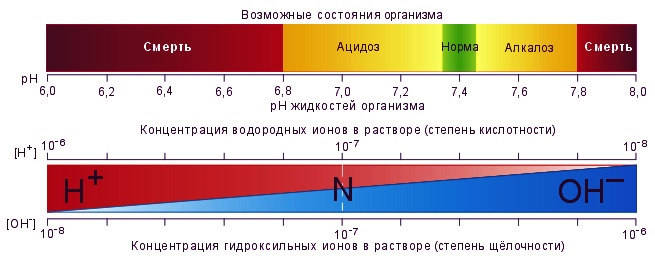 Возможные состояния организма
Смерть Ацидоз Норма Алкалоз Смерть
pH
6,0 6,2 6,4 6,6 6,8 7,0 7,2 7,4 7,6 7,8 8,0
pH жидкостей организма
Концентрация водородных ионов в растворе (степень кислотности)
[H+] 10-6 10-7 10-8
H+ N OH−
[OH-] 10-8 10-7 10-6
Концентрация гидроксильных ионов в растворе (степень щёлочности)